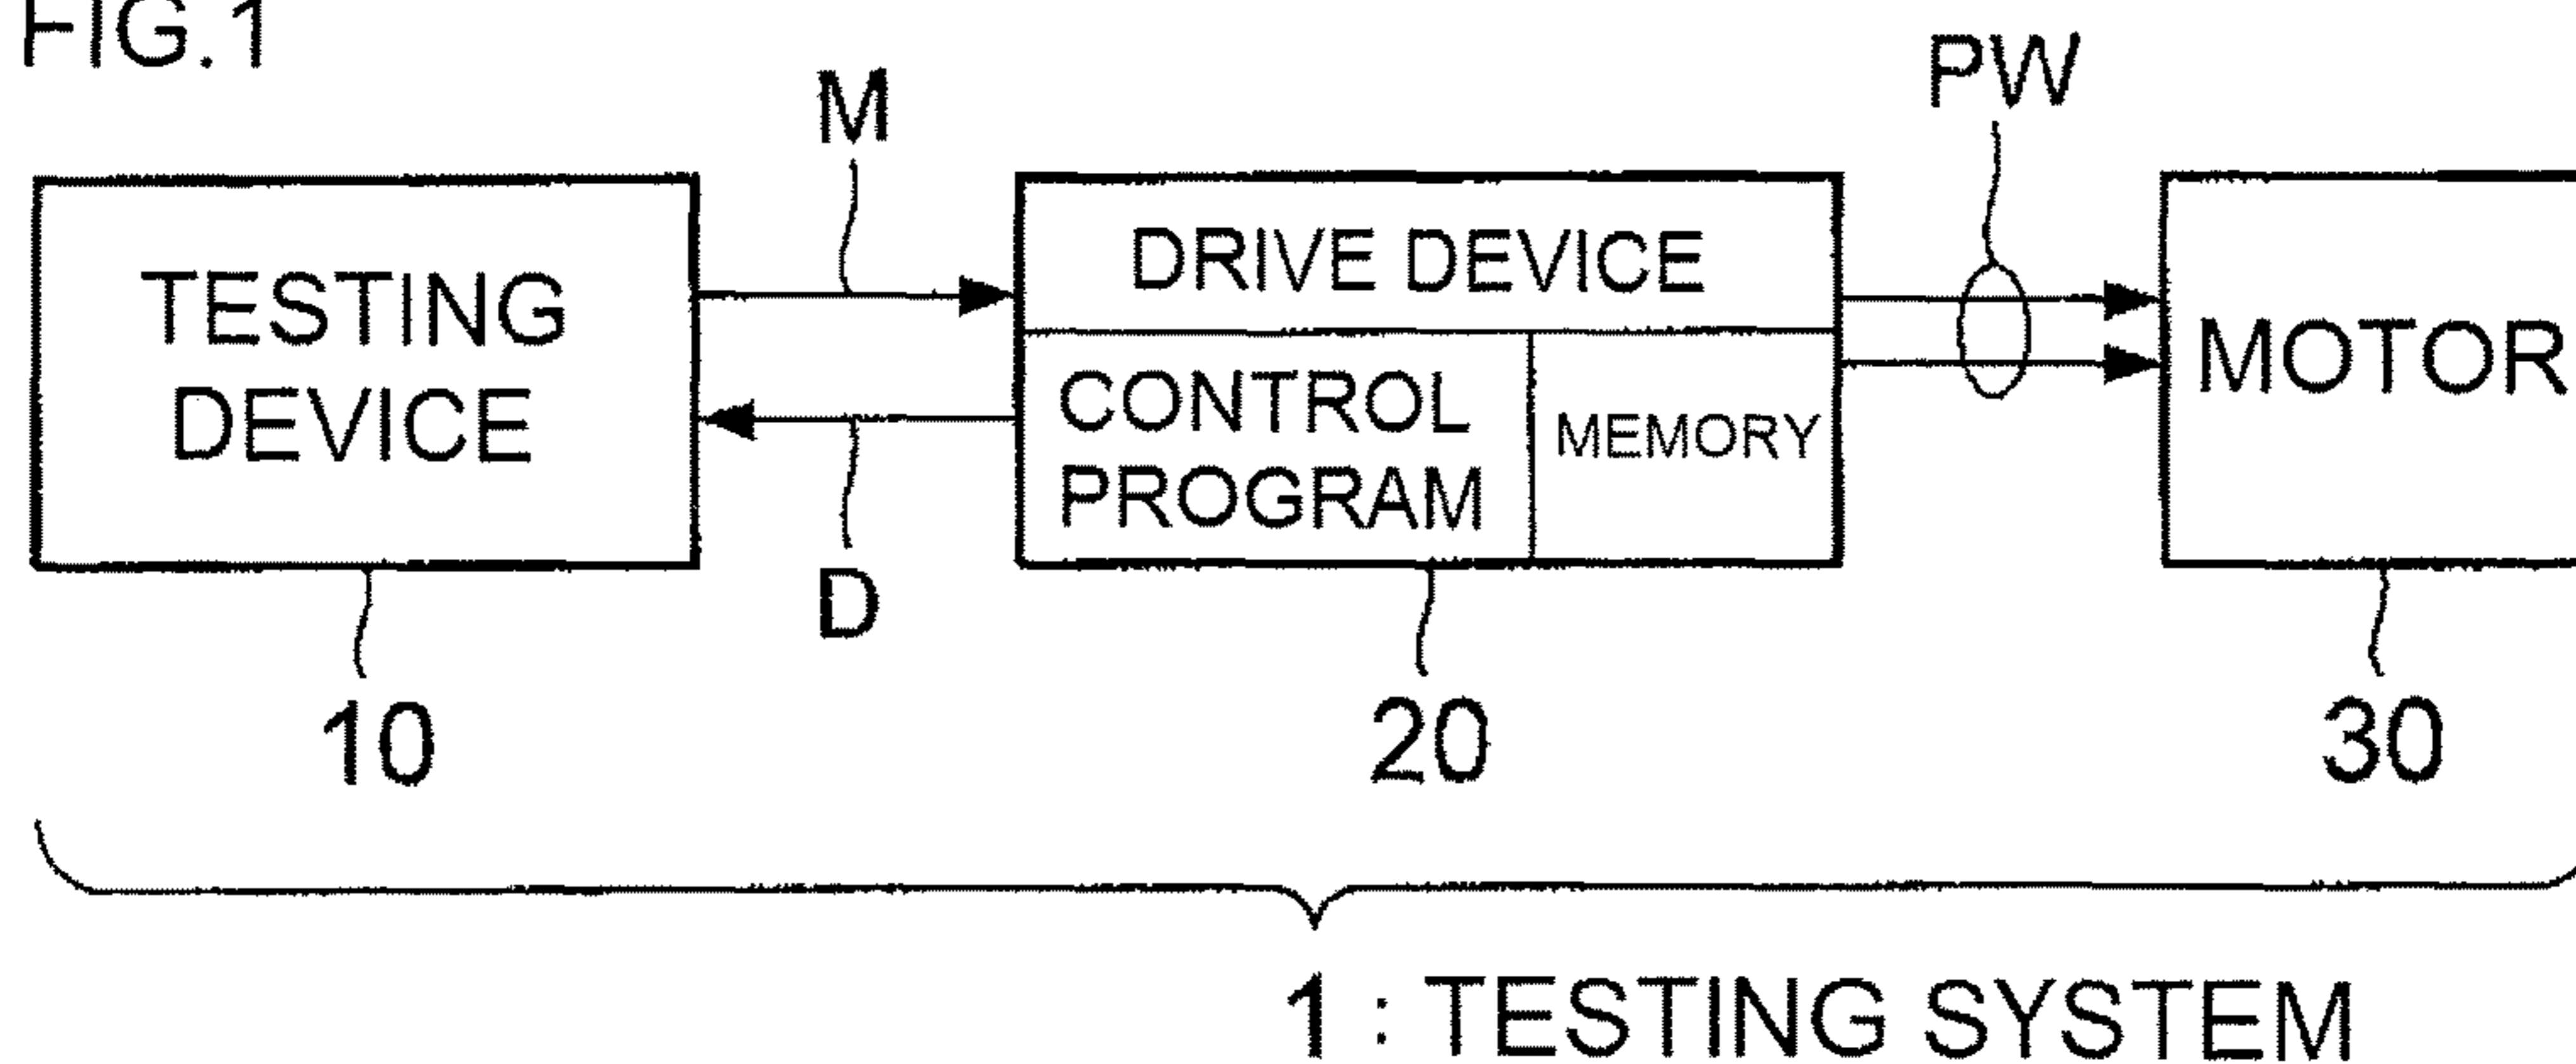 FIG.1
M
PW
TESTING
DEVICE
DRIVE DEVICE
CONTROL
PROGRAM
MEMORY
MOTOR
D
10
20
30
1 : TESTING SYSTEM